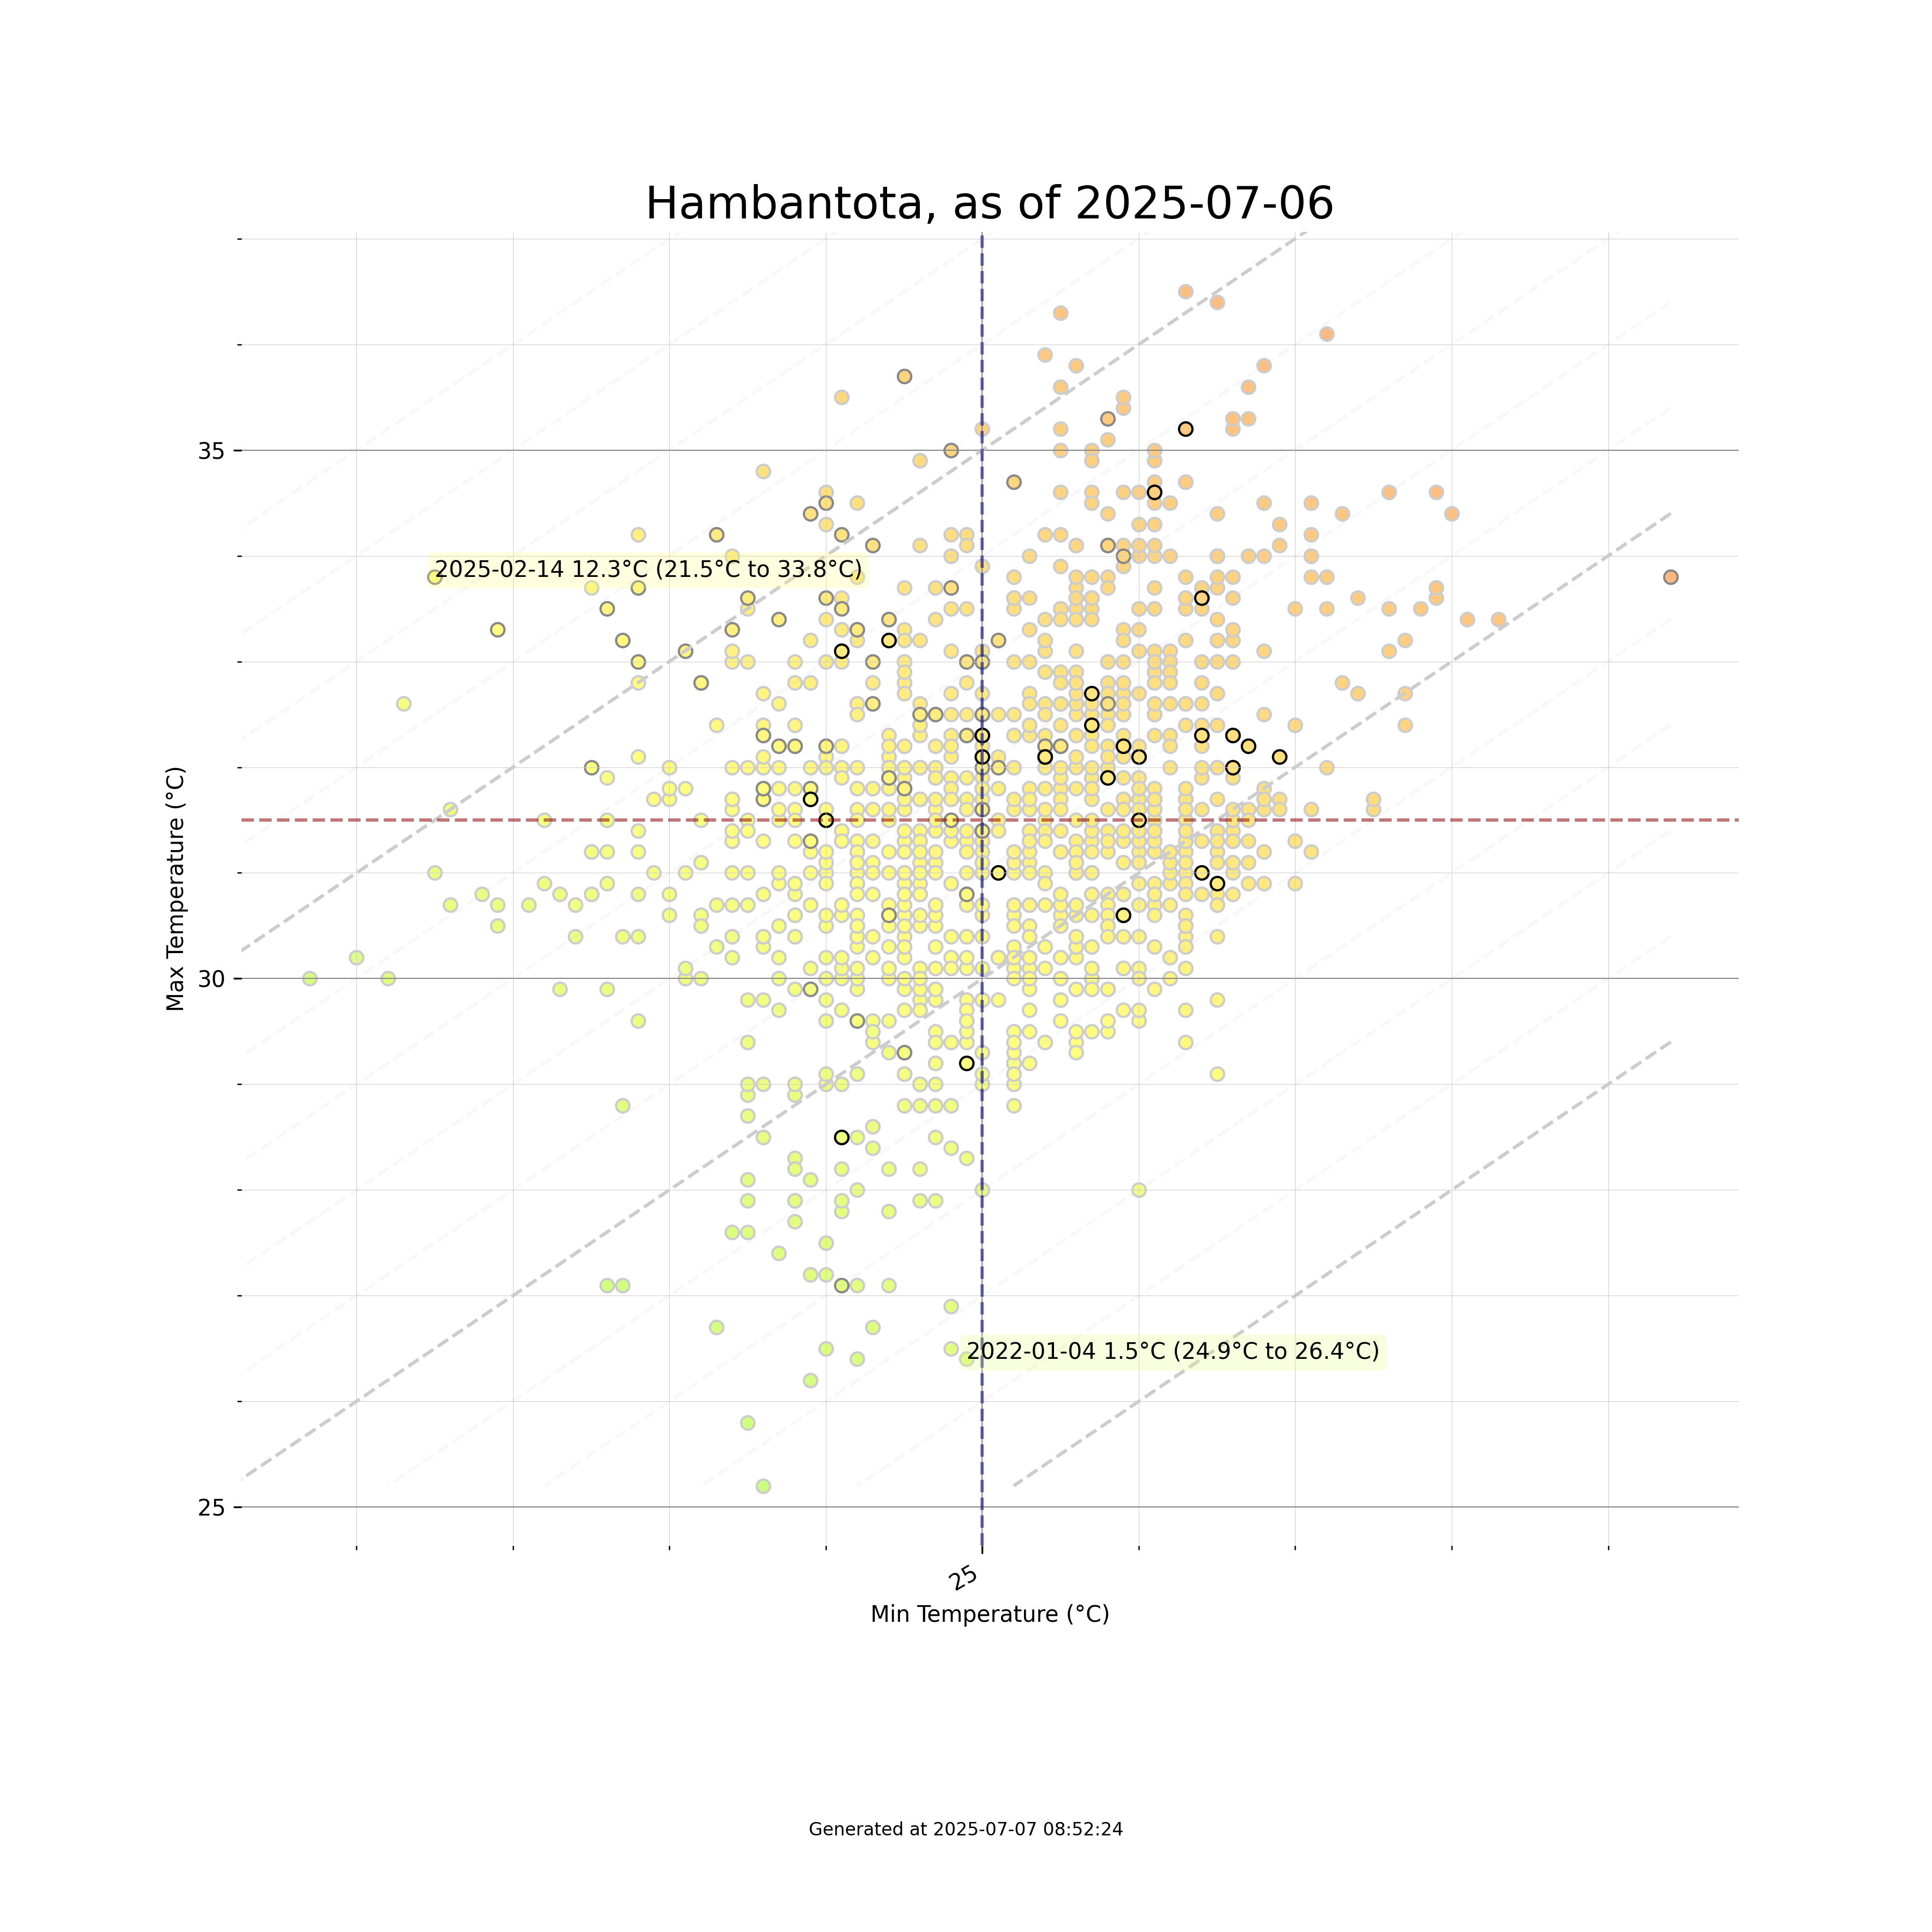 Hambantota, as of 2025-07-06
Max Temperature (°C)
35
30
25
2025-02-14 12.3°C (21.5°C to 33.8°C)
2022-01-04 1.5°C (24.9°C to 26.4°C)
25
Min Temperature (°C)
Generated at 2025-07-07 08:52:24